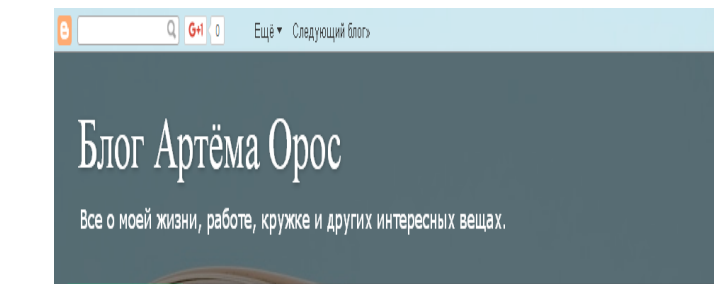 G+1 0 Ещё ▾ Следующий блог»
Блог Артёма Орос
Все о моей жизни, работе, кружке и других интересных вещах.